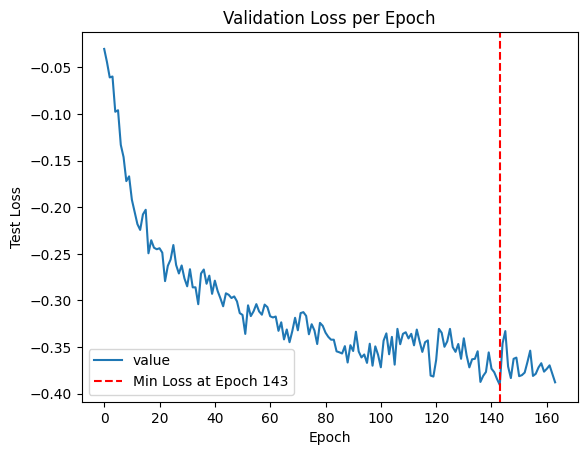 Validation Loss per Epoch
Test Loss
−0.05
−0.10
−0.15
−0.20
−0.25
−0.30
−0.35
−0.40
value
Min Loss at Epoch 143
0 20 40 60 80 100 120 140 160
Epoch